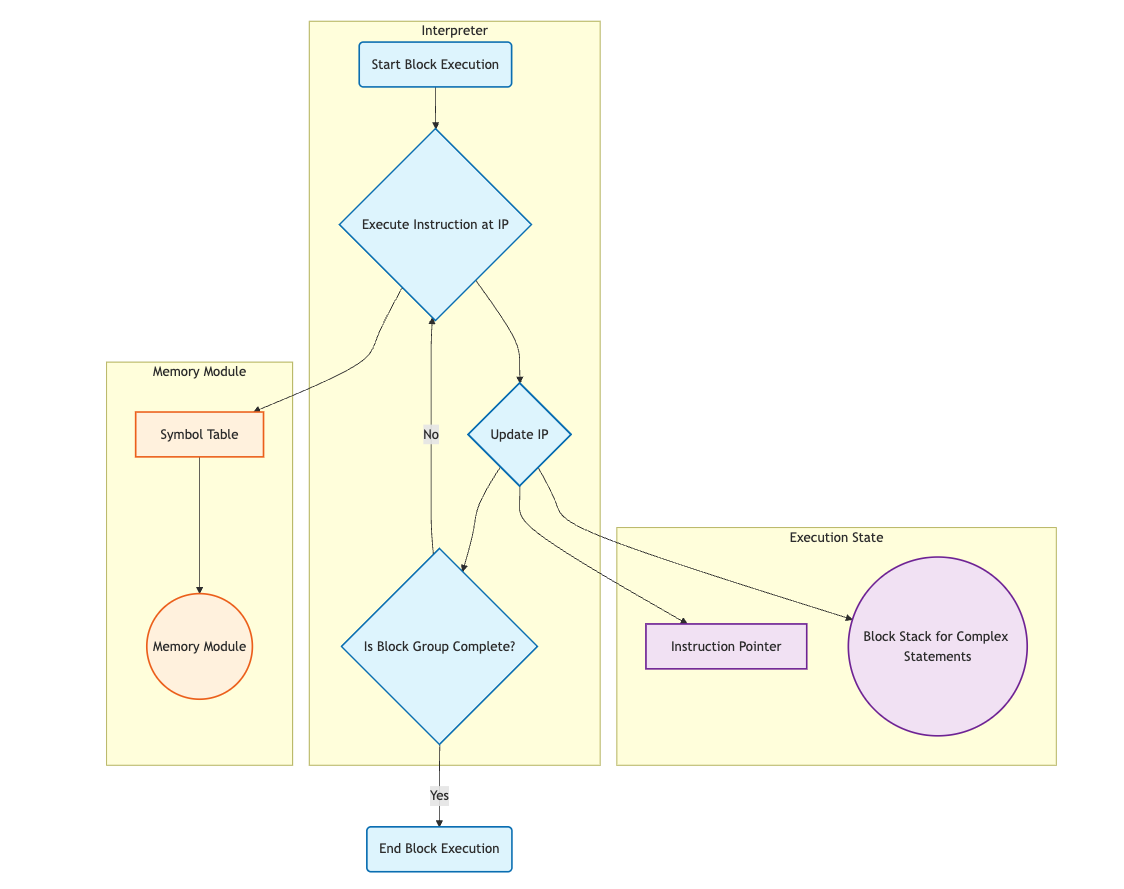 Interpreter
Start Block Execution
Execute Instruction at IP
Memory Module
Symbol Table
No
Update IP
Execution State
Is Block Group Complete?
Memory Module
Instruction Pointer
Block Stack for Complex
Statements
Yes
End Block Execution